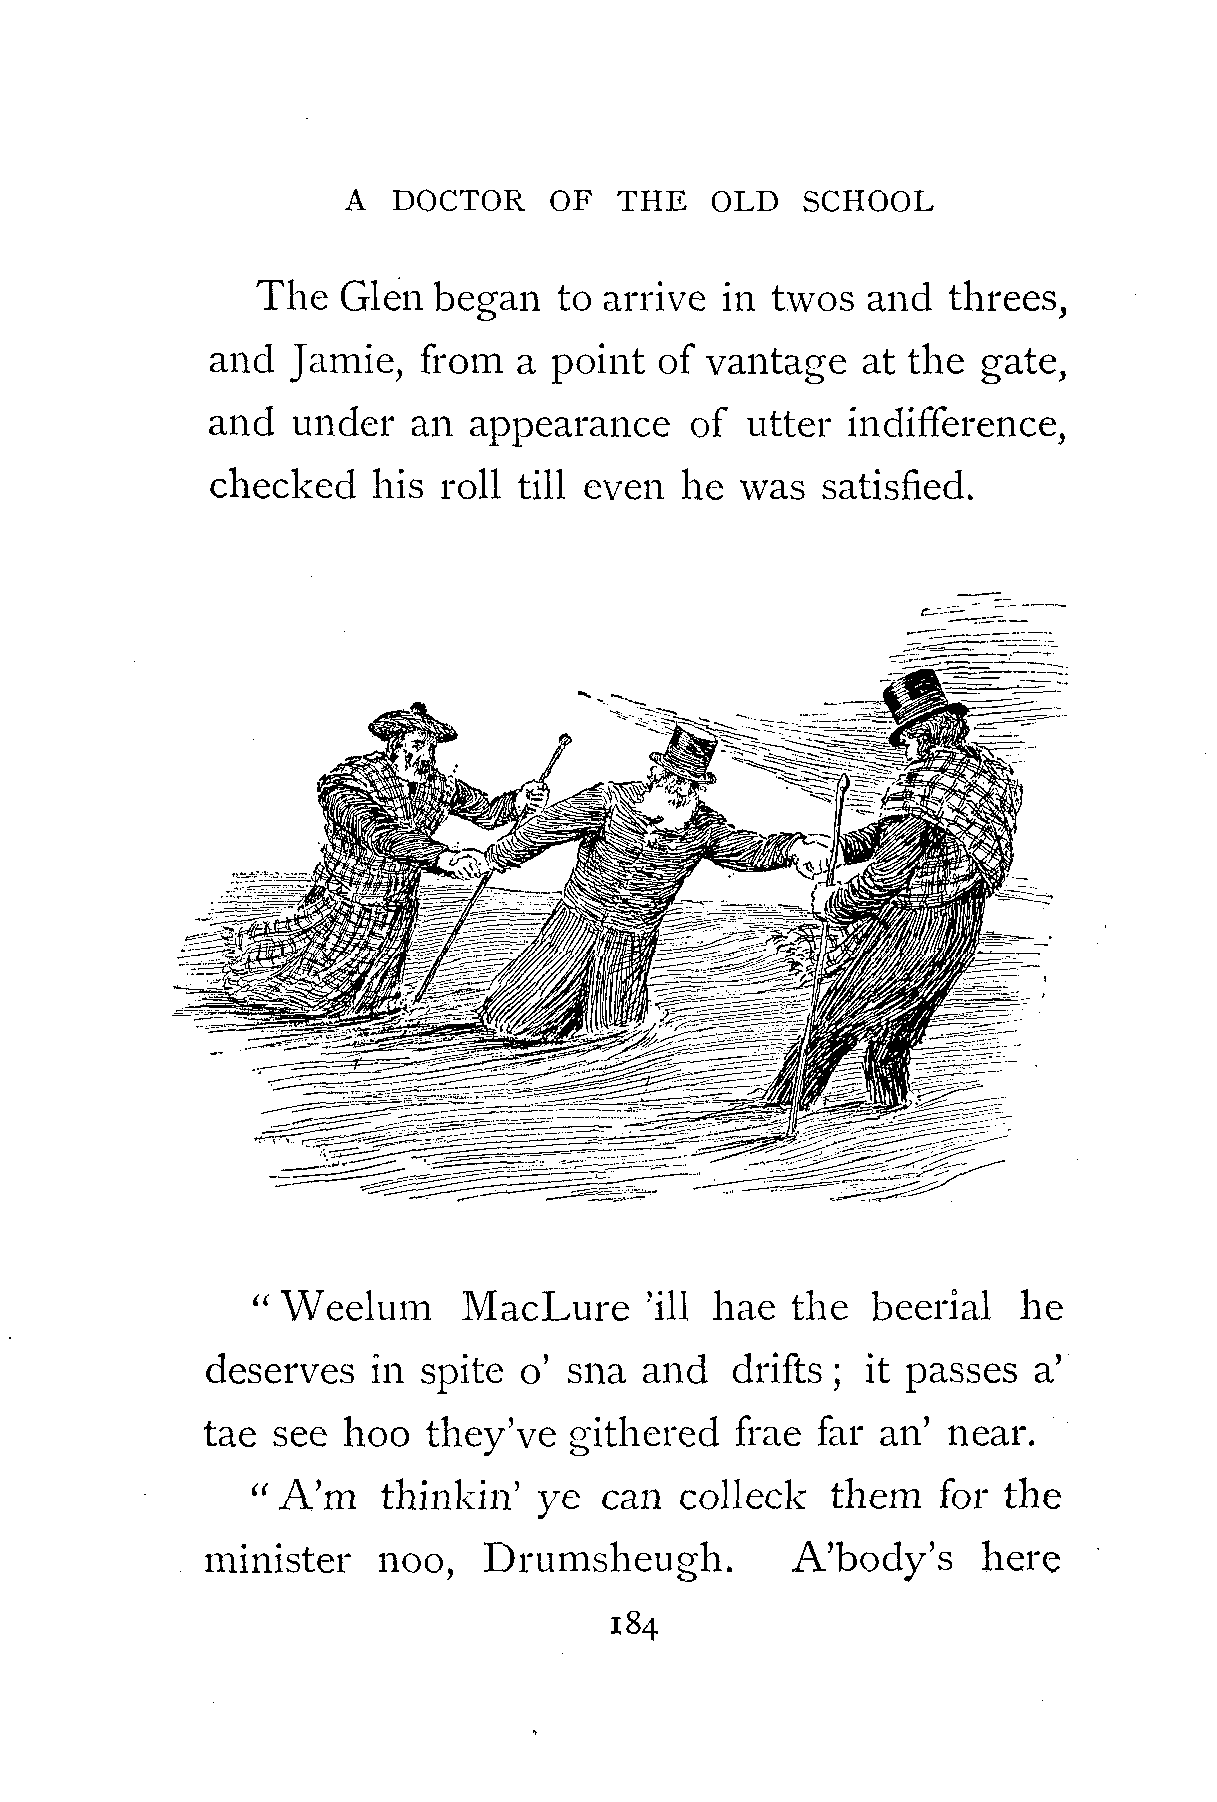 A DOCTOR OF THE OLD SCHOOL
The Glen began to arrive in twos and threes,
and Jamie, from a point of vantage at the gate,
and under an appearance of utter indifference,
checked his roll till even he was satisfied.
“ Weelum MacLure ’ill hae the beerial he
deserves in spite o’ sna and drifts ; it passes a’
tae see hoo they’ve githered frae far an’ near.
“ A’m thinkin’ ye can colleck them for the
minister noo, Drumsheugh. A’body’s here
184